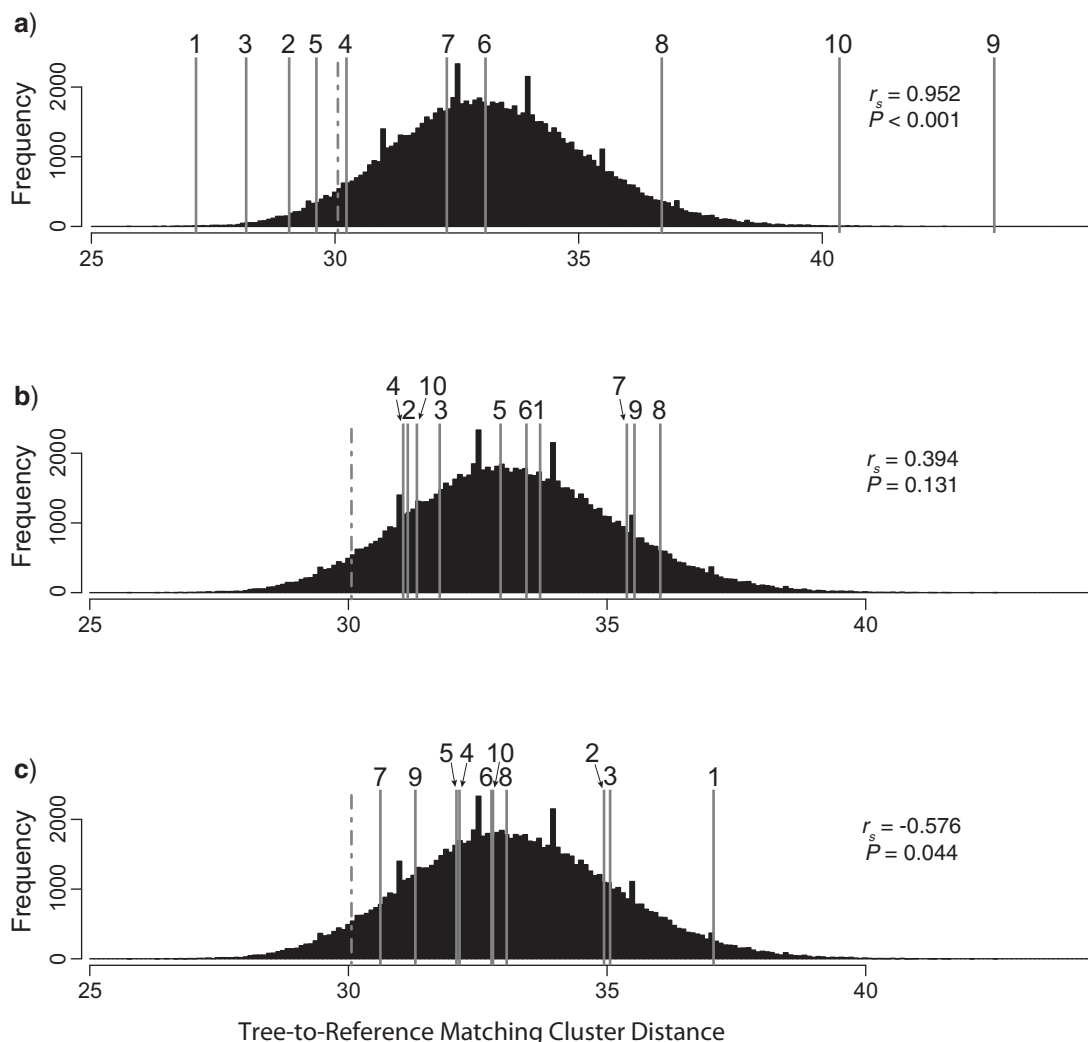 a)
1 3 2 5 4 7 6 8 10 9
2000
1000
0
Frequency
r_s = 0.952
P < 0.001
25 30 35 40
b)
4 10 7
2 3 5 6 1 9 8
2000
1000
0
Frequency
r_s = 0.394
P = 0.131
25 30 35 40
c)
5 4 10 2
7 9 6 8 3 1
2000
1000
0
Frequency
r_s = -0.576
P = 0.044
25 30 35 40
Tree-to-Reference Matching Cluster Distance